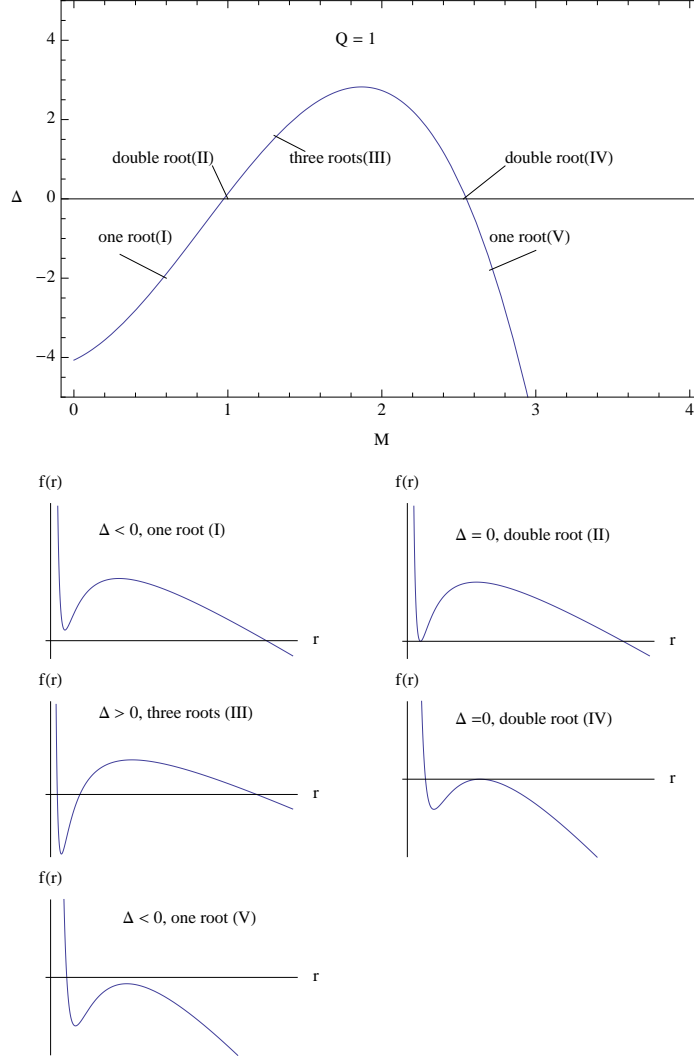 4
Q = 1
2
double root(II)
three roots(III)
double root(IV)
Δ
0
one root(I)
one root(V)
−2
−4
0
1
2
3
4
M
f(r)
f(r)
Δ < 0, one root (I)
Δ = 0, double root (II)
r
r
f(r)
f(r)
Δ > 0, three roots (III)
Δ =0, double root (IV)
r
r
f(r)
Δ < 0, one root (V)
r